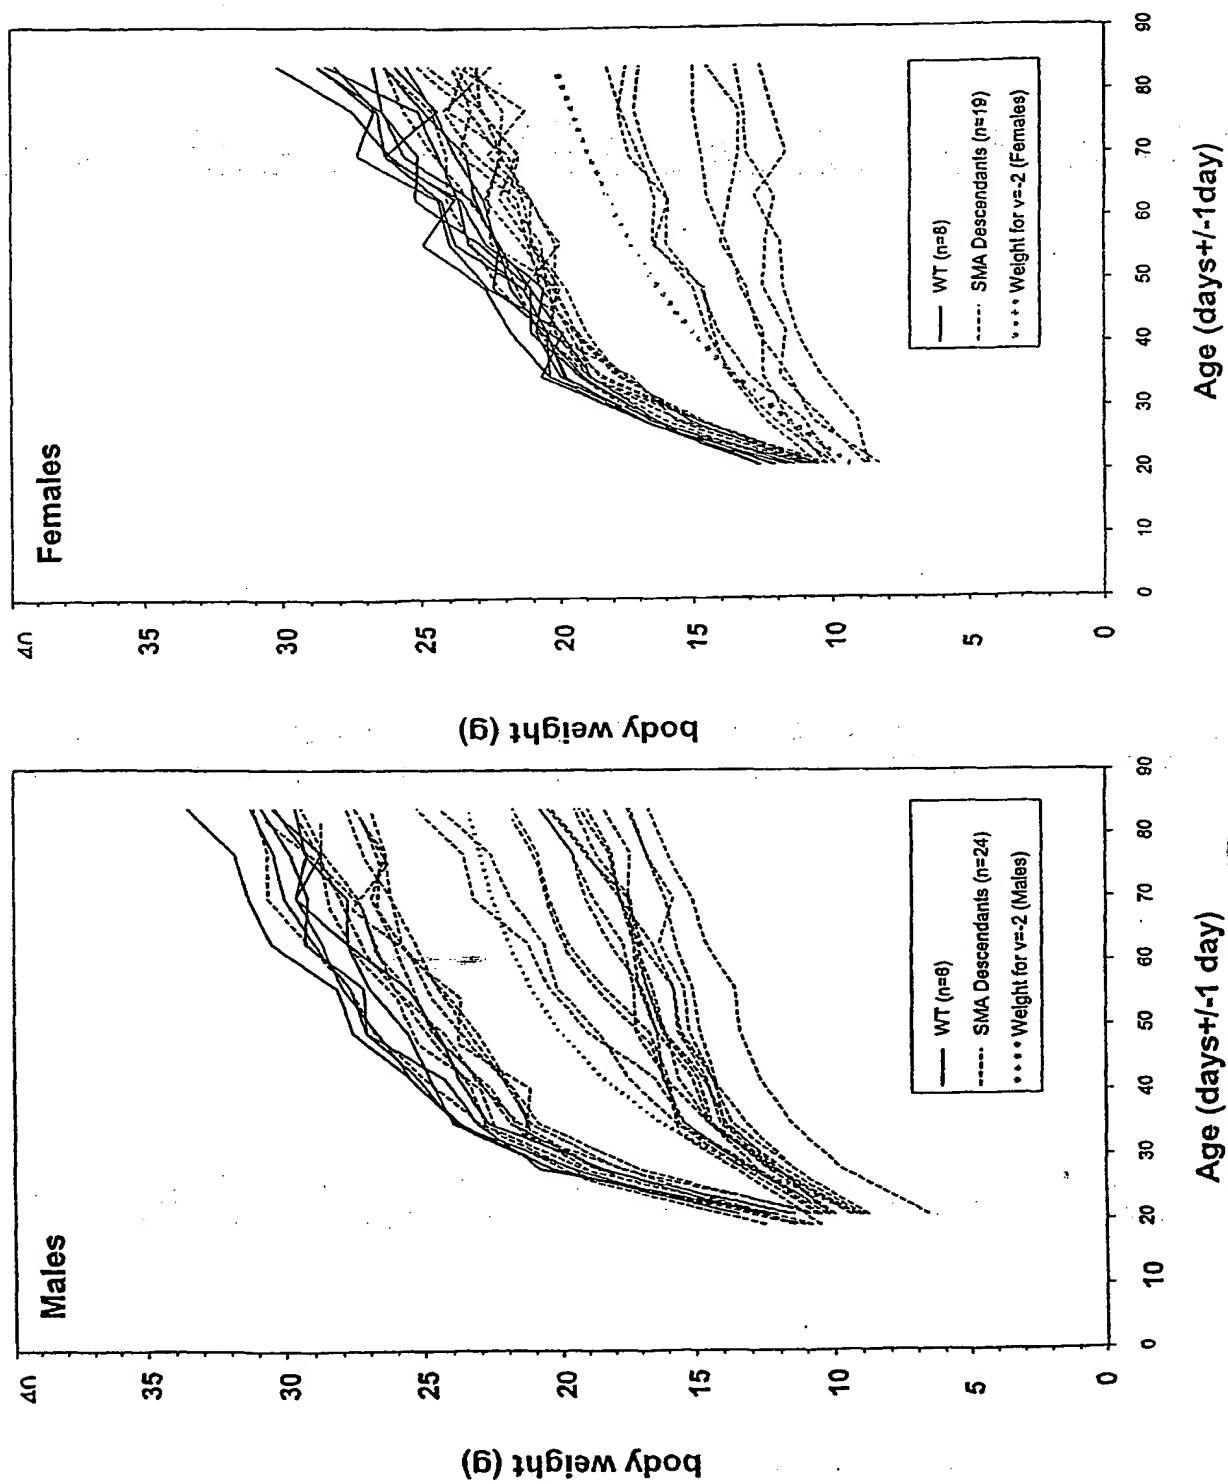 Males
body weight (g)
40
35
30
25
20
15
10
5
0
0 10 20 30 40 50 60 70 80 90
Age (days+/-1 day)
WT (n=6)
SMA Descendants (n=24)
Weight for v=-2 (Males)
Females
body weight (g)
40
35
30
25
20
15
10
5
0
0 10 20 30 40 50 60 70 80 90
Age (days+/-1day)
WT (n=8)
SMA Descendants (n=19)
Weight for v=-2 (Females)